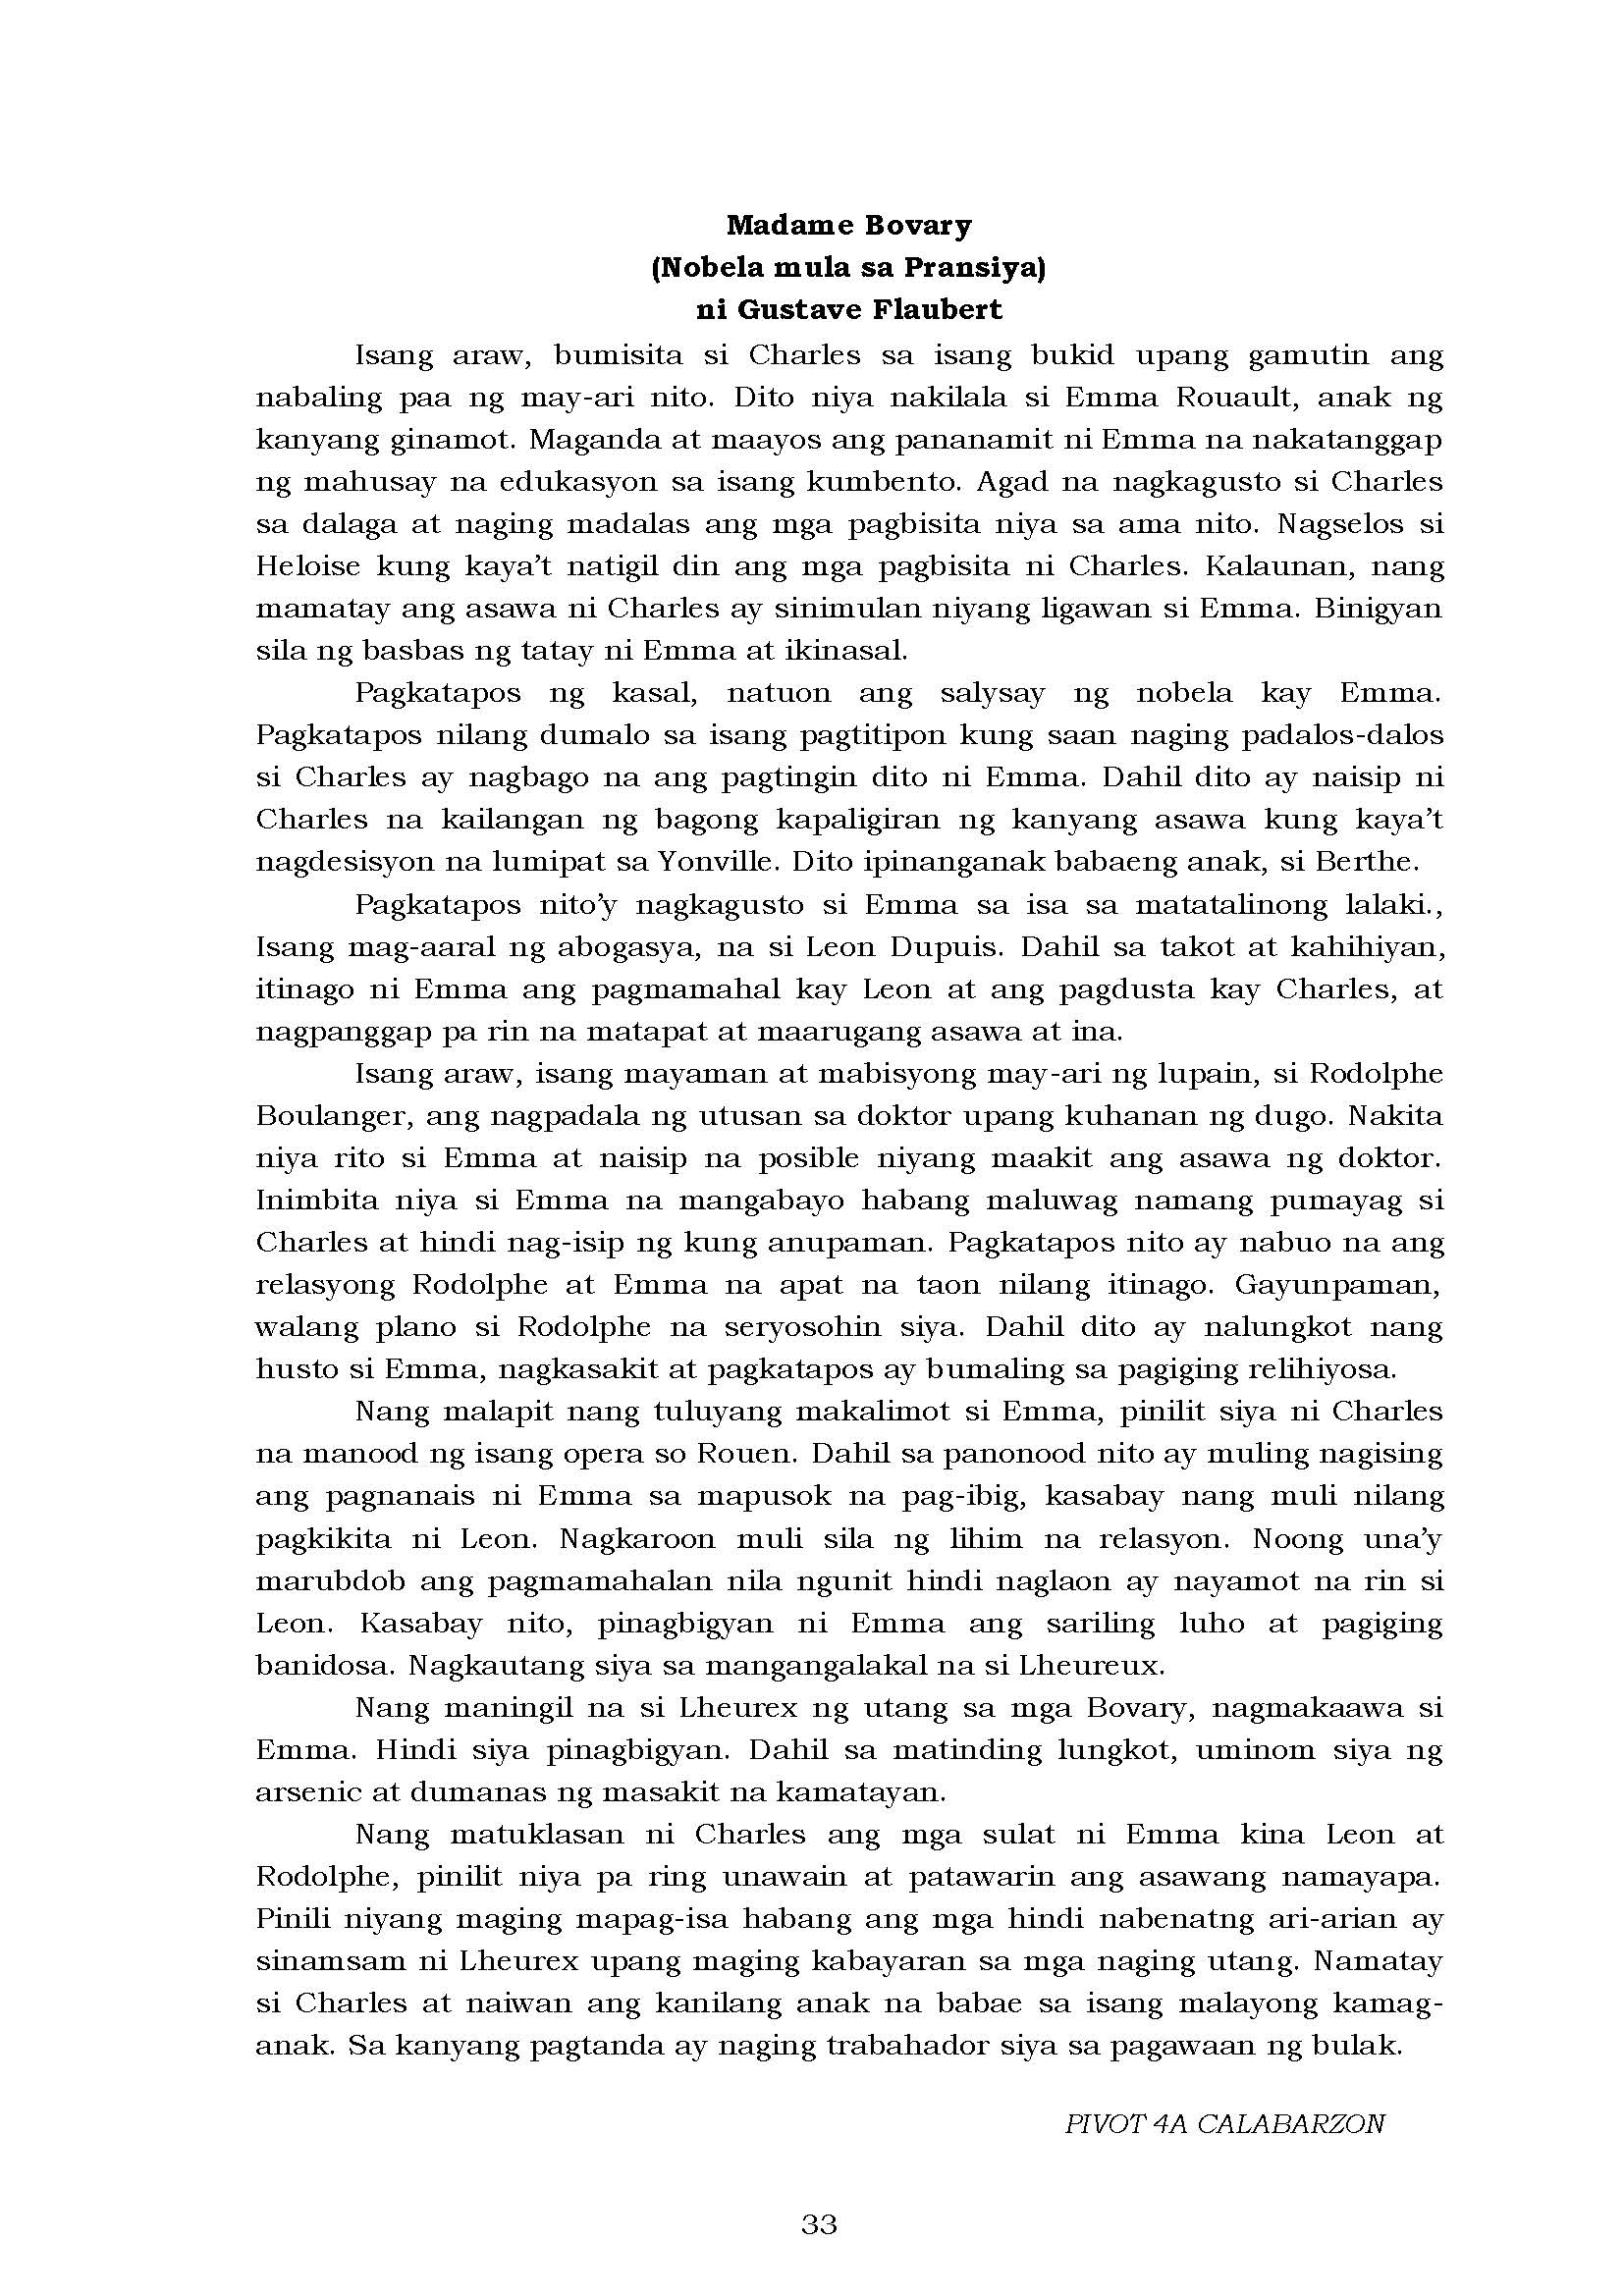 Madame Bovary
(Nobela mula sa Pransiya)
ni Gustave Flaubert
Isang araw, bumisita si Charles sa isang bukid upang gamutin ang
nabaling paa ng may-ari nito. Dito niya nakilala si Emma Rouault, anak ng
kanyang ginamot. Maganda at maayos ang pananamit ni Emma na nakatanggap
ng mahusay na edukasyon sa isang kumbento. Agad na nagkagusto si Charles
sa dalaga at naging madalas ang mga pagbisita niya sa ama nito. Nagselos si
Heloise kung kaya’t natigil din ang mga pagbisita ni Charles. Kalaunan, nang
mamatay ang asawa ni Charles ay sinimulan niyang ligawan si Emma. Binigyan
sila ng basbas ng tatay ni Emma at ikinasal.
Pagkatapos ng kasal, natuon ang salysay ng nobela kay Emma.
Pagkatapos nilang dumalo sa isang pagtitipon kung saan naging padalos-dalos
si Charles ay nagbago na ang pagtingin dito ni Emma. Dahil dito ay naisip ni
Charles na kailangan ng bagong kapaligiran ng kanyang asawa kung kaya’t
nagdesisyon na lumipat sa Yonville. Dito ipinanganak babaeng anak, si Berthe.
Pagkatapos nito’y nagkagusto si Emma sa isa sa matatalinong lalaki.,
Isang mag-aaral ng abogasya, na si Leon Dupuis. Dahil sa takot at kahihiyan,
itinago ni Emma ang pagmamahal kay Leon at ang pagdusta kay Charles, at
nagpanggap pa rin na matapat at maarugang asawa at ina.
Isang araw, isang mayaman at mabisyong may-ari ng lupain, si Rodolphe
Boulanger, ang nagpadala ng utusan sa doktor upang kuhanan ng dugo. Nakita
niya rito si Emma at naisip na posible niyang maakit ang asawa ng doktor.
Inimbita niya si Emma na mangabayo habang maluwag namang pumayag si
Charles at hindi nag-isip ng kung anupaman. Pagkatapos nito ay nabuo na ang
relasyong Rodolphe at Emma na apat na taon nilang itinago. Gayunpaman,
walang plano si Rodolphe na seryosohin siya. Dahil dito ay nalungkot nang
husto si Emma, nagkasakit at pagkatapos ay bumaling sa pagiging relihiyosa.
Nang malapit nang tuluyang makalimot si Emma, pinilit siya ni Charles
na manood ng isang opera so Rouen. Dahil sa panonood nito ay muling nagising
ang pagnanais ni Emma sa mapusok na pag-ibig, kasabay nang muli nilang
pagkikita ni Leon. Nagkaroon muli sila ng lihim na relasyon. Noong una’y
marubdob ang pagmamahalan nila ngunit hindi naglaon ay nayamot na rin si
Leon. Kasabay nito, pinagbigyan ni Emma ang sariling luho at pagiging
banidosa. Nagkautang siya sa mangangalakal na si Lheureux.
Nang maningil na si Lheurex ng utang sa mga Bovary, nagmakaawa si
Emma. Hindi siya pinagbigyan. Dahil sa matinding lungkot, uminom siya ng
arsenic at dumanas ng masakit na kamatayan.
Nang matuklasan ni Charles ang mga sulat ni Emma kina Leon at
Rodolphe, pinilit niya pa ring unawain at patawarin ang asawang namayapa.
Pinili niyang maging mapag-isa habang ang mga hindi nabenatng ari-arian ay
sinamsam ni Lheurex upang maging kabayaran sa mga naging utang. Namatay
si Charles at naiwan ang kanilang anak na babae sa isang malayong kamag-
anak. Sa kanyang pagtanda ay naging trabahador siya sa pagawaan ng bulak.
PIVOT 4A CALABARZON
33